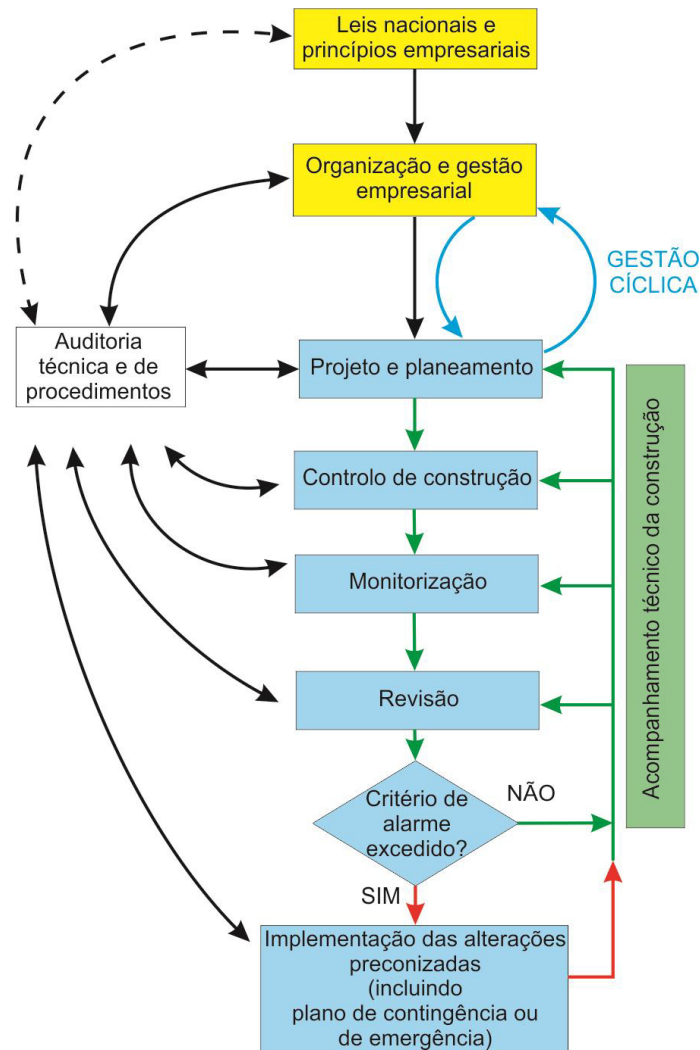 Leis nacionais e
princípios empresariais
Organização e gestão
empresarial
GESTÃO
CÍCLICA
Auditoria
técnica e de
procedimentos
Projeto e planeamento
Controlo de construção
Monitorização
Revisão
Acompanhamento técnico da construção
Critério de
alarme
excedido?
NÃO
SIM
Implementação das alterações
preconizadas
(incluindo
plano de contingência ou
de emergência)